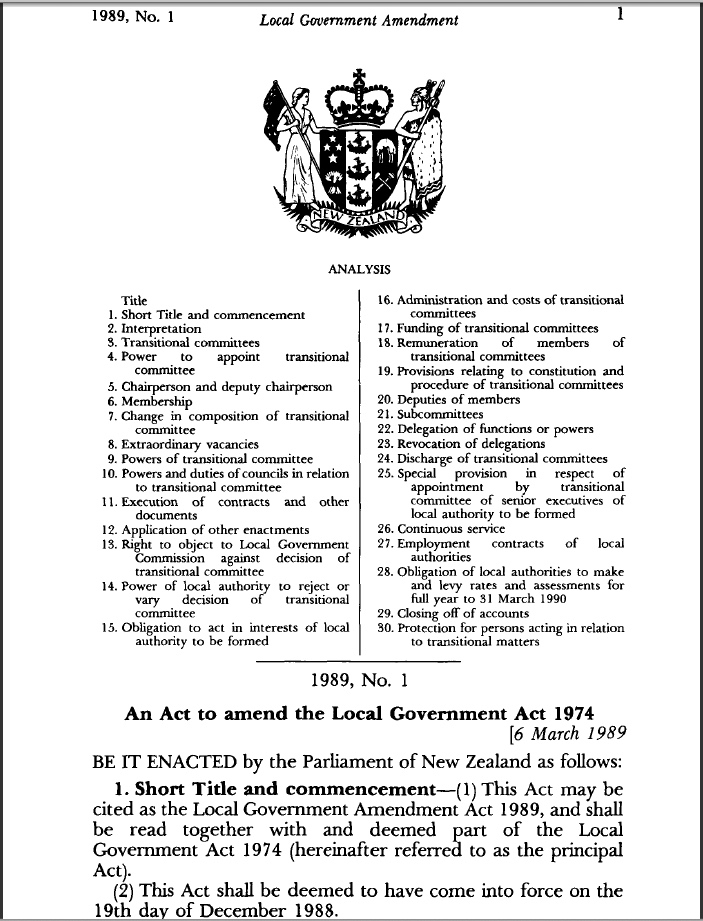 1989, No. 1
Local Government Amendment
1
NEW ZEALAND
ANALYSIS
Title
1. Short Title and commencement
2. Interpretation
3. Transitional committees
4. Power to appoint transitional
committee
5. Chairperson and deputy chairperson
6. Membership
7. Change in composition of transitional
committee
8. Extraordinary vacancies
9. Powers of transitional committee
10. Powers and duties of councils in relation
to transitional committee
11. Execution of contracts and other
documents
12. Application of other enactments
13. Right to object to Local Government
Commission against decision of
transitional committee
14. Power of local authority to reject or
vary decision of transitional
committee
15. Obligation to act in interests of local
authority to be formed
16. Administration and costs of transitional
committees
17. Funding of transitional committees
18. Remuneration of members of
transitional committees
19. Provisions relating to constitution and
procedure of transitional committees
20. Deputies of members
21. Subcommittees
22. Delegation of functions or powers
23. Revocation of delegations
24. Discharge of transitional committees
25. Special provision in respect of
appointment by transitional
committee of senior executives of
local authority to be formed
26. Continuous service
27. Employment contracts of local
authorities
28. Obligation of local authorities to make
and levy rates and assessments for
full year to 31 March 1990
29. Closing off of accounts
30. Protection for persons acting in relation
to transitional matters
1989, No. 1
An Act to amend the Local Government Act 1974
[6 March 1989
BE IT ENACTED by the Parliament of New Zealand as follows:
1. Short Title and commencement—(1) This Act may be
cited as the Local Government Amendment Act 1989, and shall
be read together with and deemed part of the Local
Government Act 1974 (hereinafter referred to as the principal
Act).
(2) This Act shall be deemed to have come into force on the
19th day of December 1988.